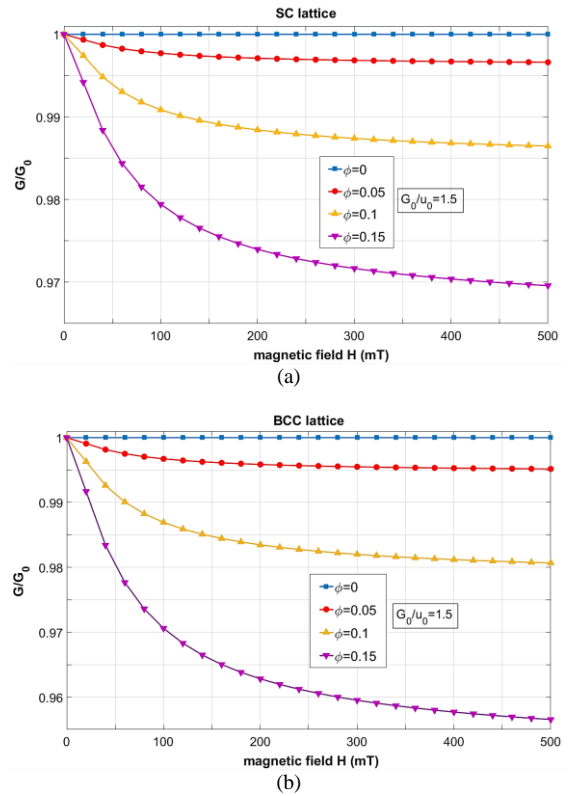 SC lattice
1
0.99
0.98
0.97
G/G0
ϕ=0
ϕ=0.05
ϕ=0.1
ϕ=0.15
G0/u0=1.5
0 100 200 300 400 500
magnetic field H (mT)
(a)
BCC lattice
1
0.99
0.98
0.97
0.96
G/G0
ϕ=0
ϕ=0.05
ϕ=0.1
ϕ=0.15
G0/u0=1.5
0 100 200 300 400 500
magnetic field H (mT)
(b)